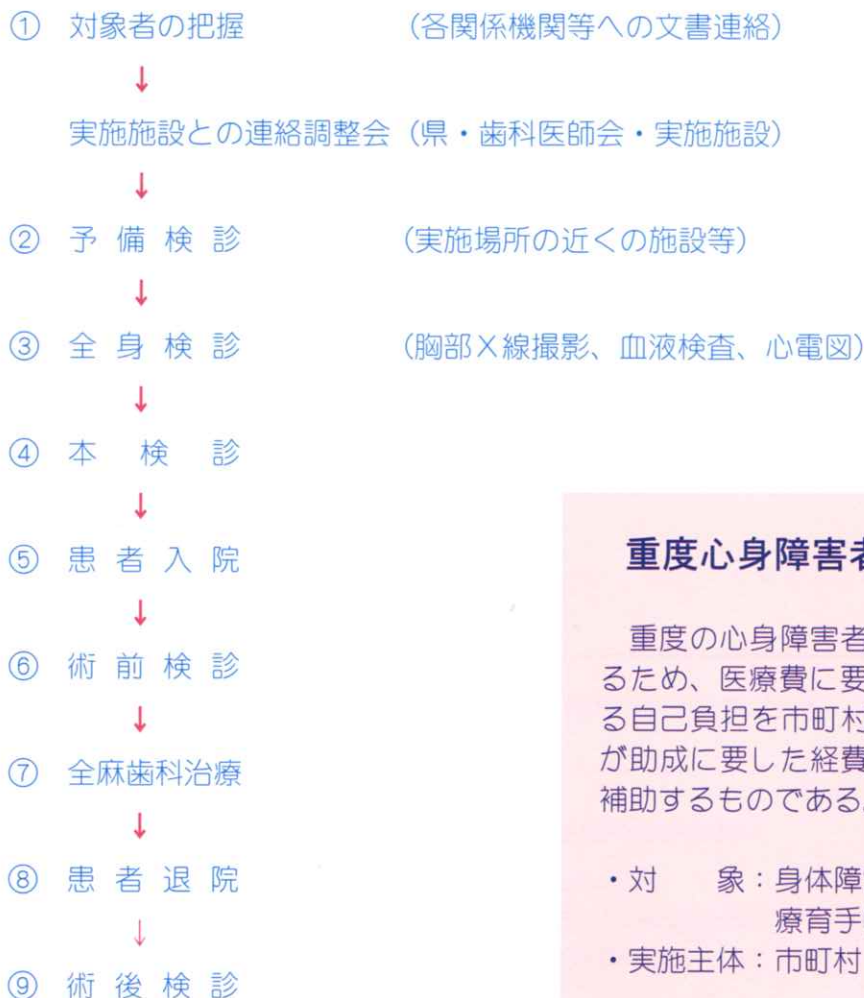 ① 対象者の把握 (各関係機関等への文書連絡)
↓
実施施設との連絡調整会 (県・歯科医師会・実施施設)
↓
② 予備検診 (実施場所の近くの施設等)
↓
③ 全身検診 (胸部X線撮影、血液検査、心電図)
↓
④ 本検診
↓
⑤ 患者入院
↓
⑥ 術前検診
↓
⑦ 全麻歯科治療
↓
⑧ 患者退院
↓
⑨ 術後検診
重度心身障害者
重度の心身障害者
るため、医療費に要
る自己負担を市町村
が助成に要した経費
補助するものである
・対 象：身体障
療育手
・実施主体：市町村